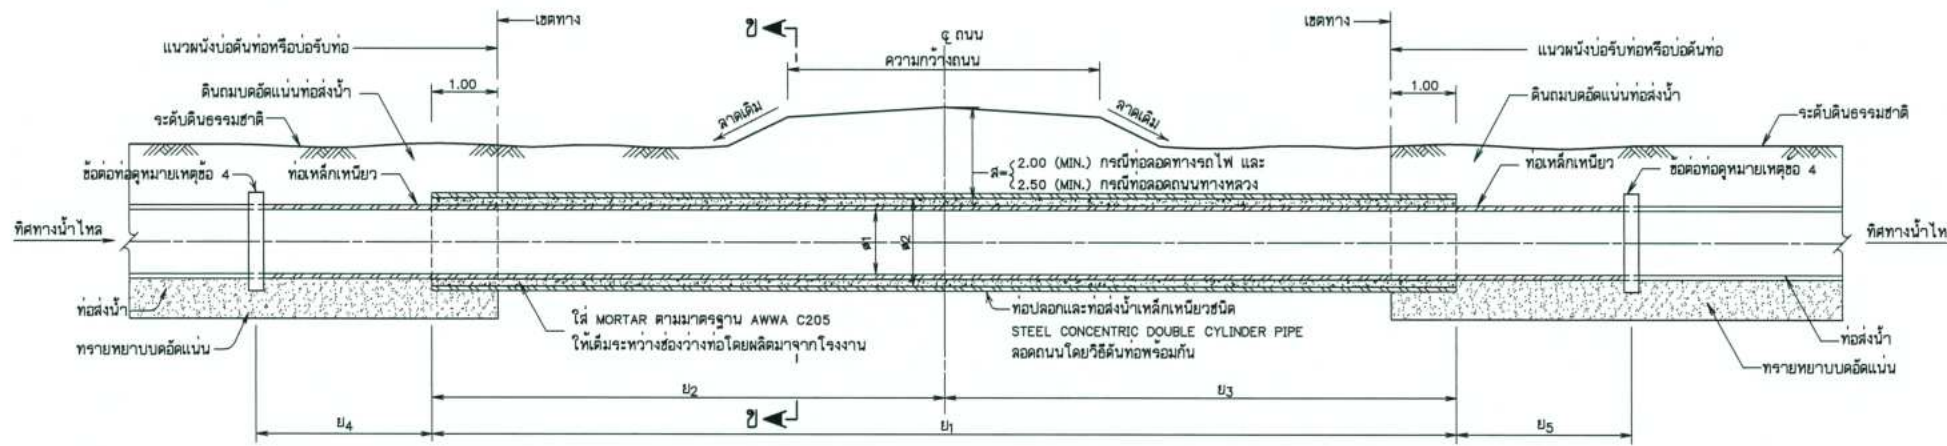 เขตทาง
ข
℄ ถนน
เขตทาง
แนวผนังบ่อดันท่อหรือบ่อรับท่อ
ความกว้างถนน
แนวผนังบ่อรับท่อหรือบ่อดันท่อ
1.00
1.00
ดินถมบดอัดแน่นท่อส่งน้ำ
ลาดเดิม
ลาดเดิม
ดินถมบดอัดแน่นท่อส่งน้ำ
ระดับดินธรรมชาติ
ระดับดินธรรมชาติ
ข้อต่อท่อดูหมายเหตุข้อ 4
ท่อเหล็กเหนียว
ส=
2.00 (MIN.) กรณีท่อลอดทางรถไฟ และ
2.50 (MIN.) กรณีท่อลอดถนนทางหลวง
ท่อเหล็กเหนียว
ข้อต่อท่อดูหมายเหตุข้อ 4
ทิศทางน้ำไหล
ø1
ø2
ทิศทางน้ำไห
ท่อส่งน้ำ
ทรายหยาบบดอัดแน่น
ใส่ MORTAR ตามมาตรฐาน AWWA C205
ให้เต็มระหว่างช่องว่างท่อโดยผลิตมาจากโรงงาน
ท่อปลอกและท่อส่งน้ำเหล็กเหนียวชนิด
STEEL CONCENTRIC DOUBLE CYLINDER PIPE
ลอดถนนโดยวิธีดันท่อพร้อมกัน
ท่อส่งน้ำ
ทรายหยาบบดอัดแน่น
ย2
ย3
ข
ย4
ย1
ย5